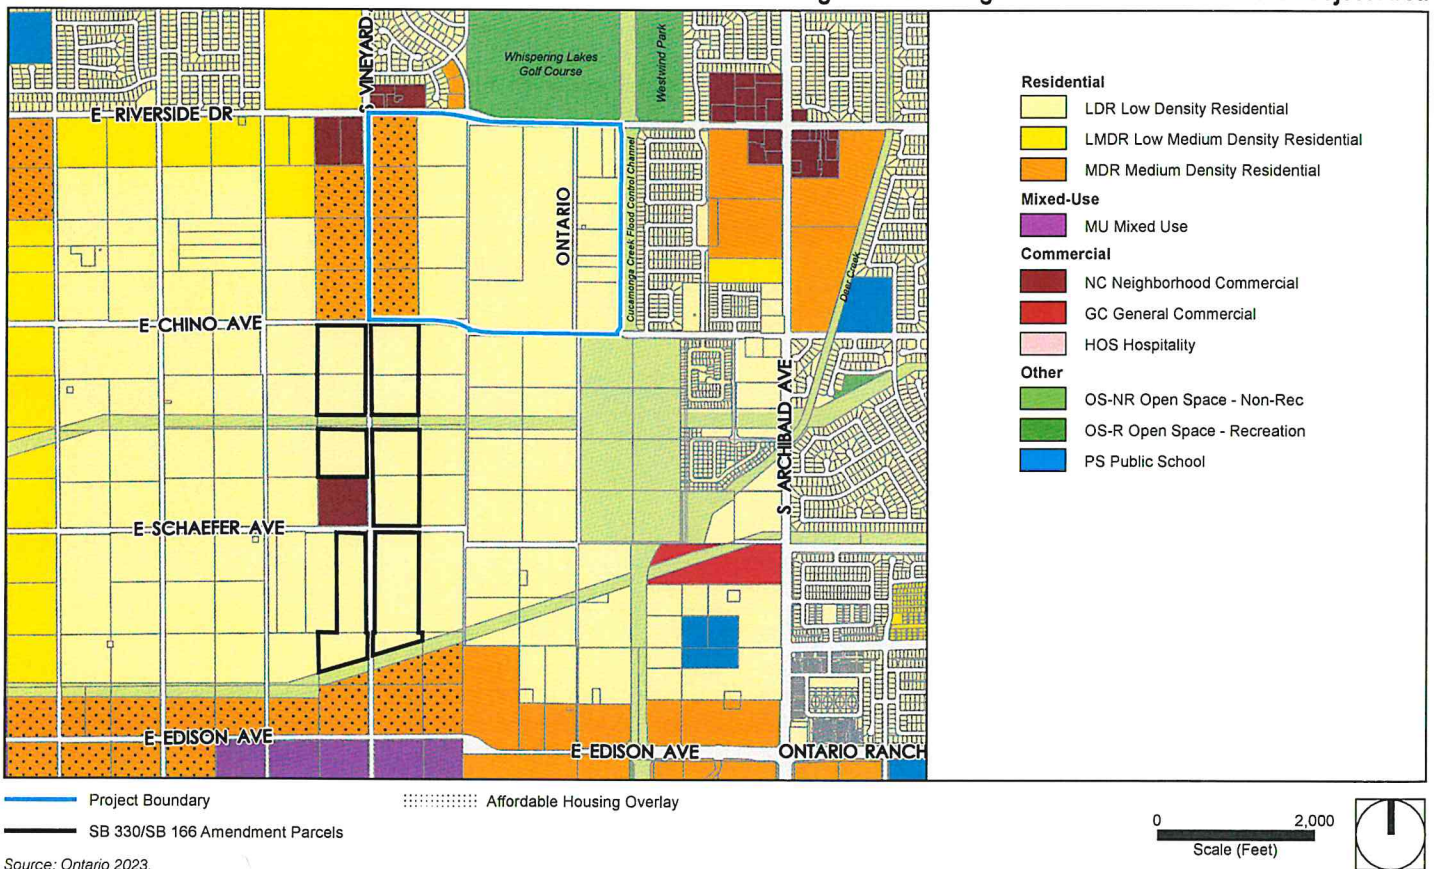 S VINEYARD
Whispering Lakes
Golf Course
Westwind Park
E RIVERSIDE DR
Cucamonga Creek Flood Control Channel
ONTARIO
Deer Creek
E CHINO AVE
S ARCHIBALD AVE
E SCHAEFER AVE
E EDISON AVE
E EDISON AVE
ONTARIO RANCH
Residential
LDR Low Density Residential
LMDR Low Medium Density Residential
MDR Medium Density Residential
Mixed-Use
MU Mixed Use
Commercial
NC Neighborhood Commercial
GC General Commercial
HOS Hospitality
Other
OS-NR Open Space - Non-Rec
OS-R Open Space - Recreation
PS Public School
Project Boundary
Affordable Housing Overlay
SB 330/SB 166 Amendment Parcels
0
2,000
Scale (Feet)
Source: Ontario 2023.